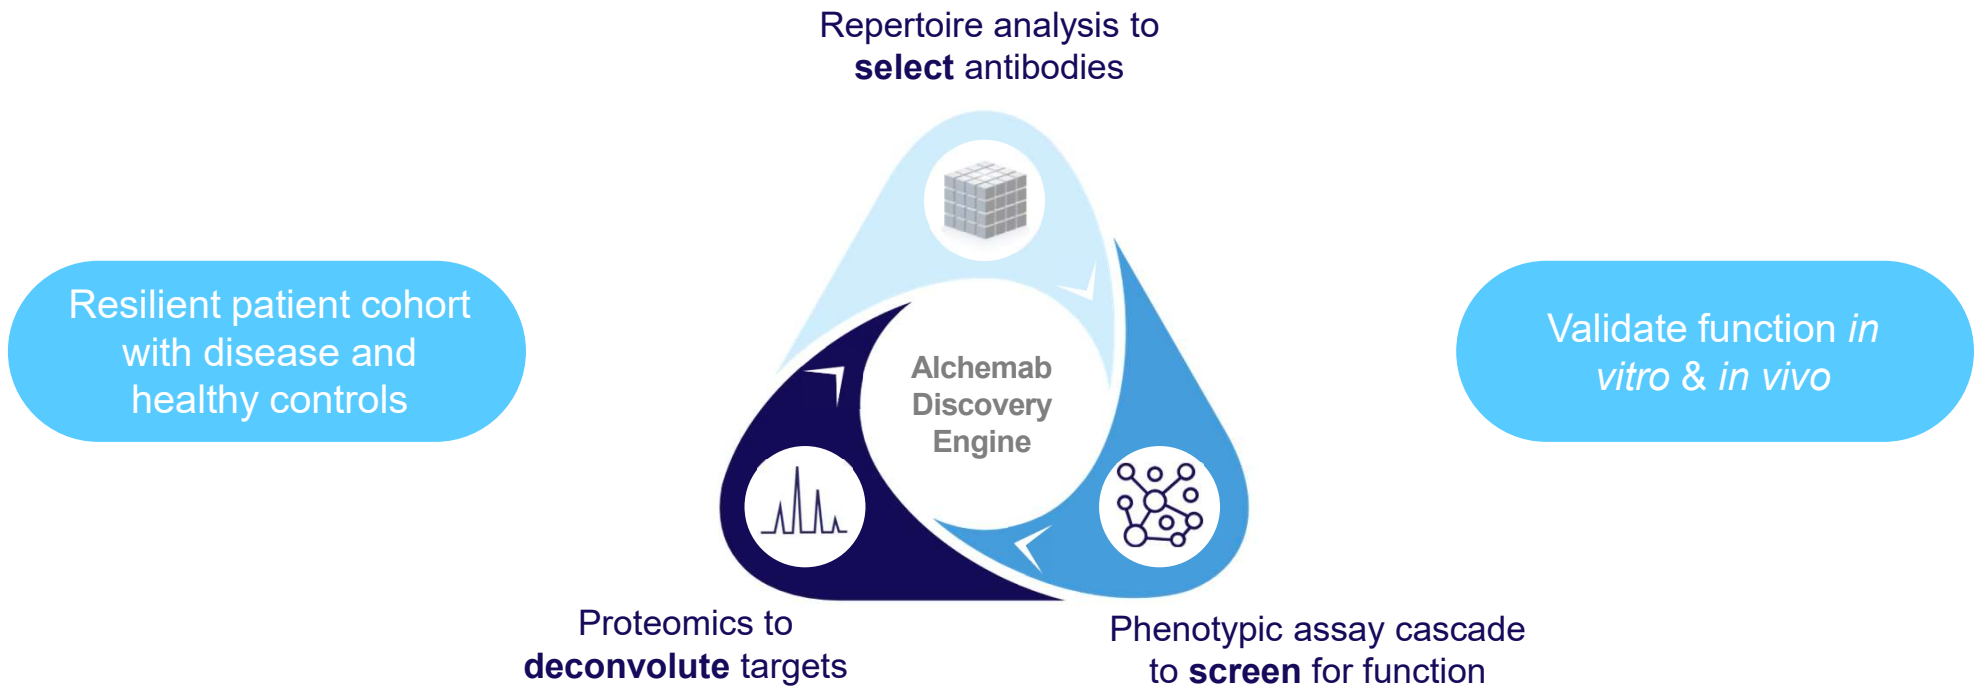 Repertoire analysis to
select antibodies
Resilient patient cohort
with disease and
healthy controls
Alchemab
Discovery
Engine
Validate function in
vitro & in vivo
Proteomics to
deconvolute targets
Phenotypic assay cascade
to screen for function